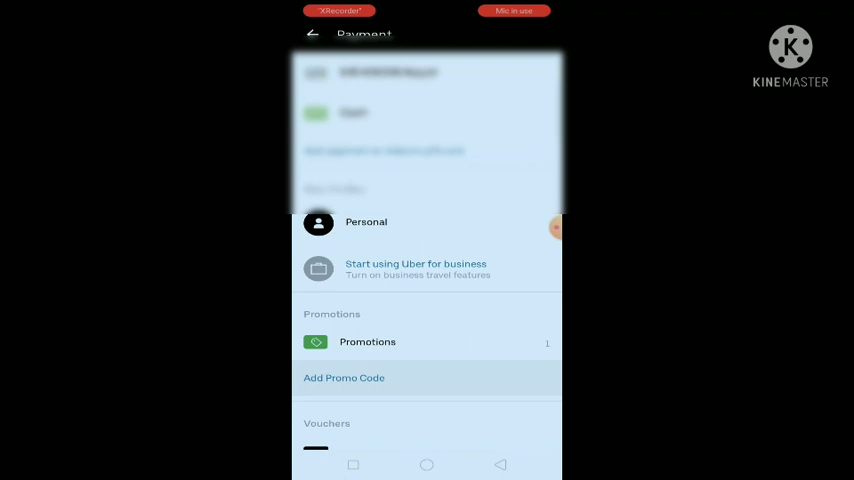 "XRecorder"
Mic in use
Payment
KINEMASTER
Personal
Start using Uber for business
Turn on business travel features
Promotions
Promotions
1
Add Promo Code
Vouchers